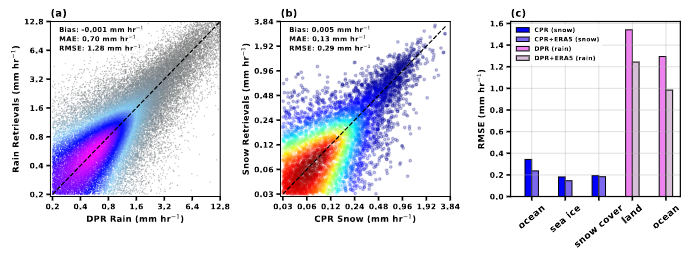 (a)
Bias: -0.001 mm hr⁻¹
MAE: 0.70 mm hr⁻¹
RMSE: 1.28 mm hr⁻¹
12.8
6.4
3.2
1.6
0.8
0.4
0.2
Rain Retrievals (mm hr⁻¹)
0.2 0.4 0.8 1.6 3.2 6.4 12.8
DPR Rain (mm hr⁻¹)
(b)
Bias: 0.005 mm hr⁻¹
MAE: 0.13 mm hr⁻¹
RMSE: 0.29 mm hr⁻¹
3.84
1.92
0.96
0.48
0.24
0.12
0.06
0.03
Snow Retrievals (mm hr⁻¹)
0.03 0.06 0.12 0.24 0.48 0.96 1.92 3.84
CPR Snow (mm hr⁻¹)
(c)
CPR (snow)
CPR+ERA5 (snow)
DPR (rain)
DPR+ERA5 (rain)
1.6
1.4
1.2
1.0
0.8
0.6
0.4
0.2
0.0
RMSE (mm hr⁻¹)
ocean
sea ice
snow cover
land
ocean